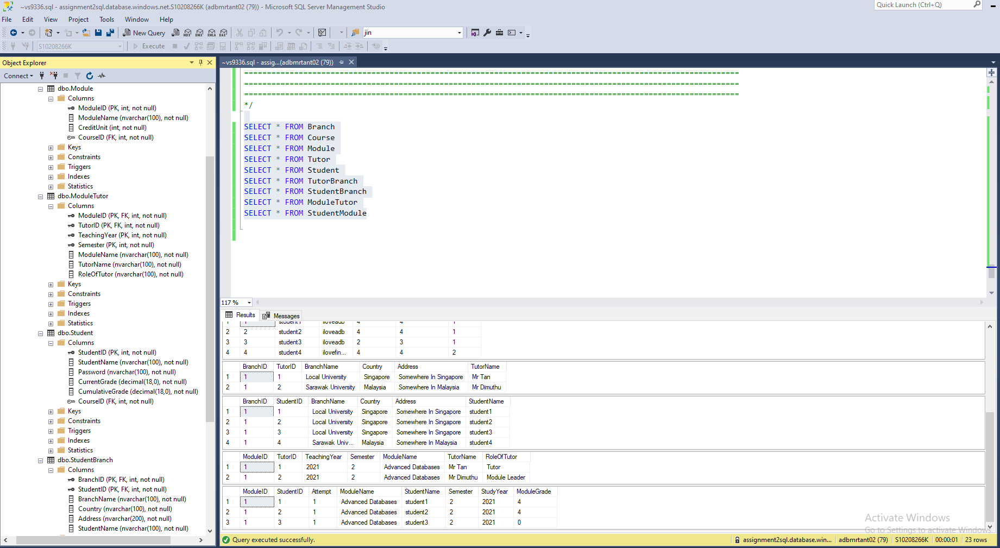 ~vs9336.sql - assignment2sql.database.windows.net.S10208266K (adbmrtant02 (79)) - Microsoft SQL Server Management Studio
Quick Launch (Ctrl+Q)
File Edit View Project Tools Window Help
New Query MDX DMX XMLA DAX jin
S10208266K Execute
Object Explorer
Connect
dbo.Module
Columns
ModuleID (PK, int, not null)
ModuleName (nvarchar(100), not null)
CreditUnit (int, not null)
CourseID (FK, int, not null)
Keys
Constraints
Triggers
Indexes
Statistics
dbo.ModuleTutor
Columns
ModuleID (PK, FK, int, not null)
TutorID (PK, FK, int, not null)
TeachingYear (PK, int, not null)
Semester (PK, int, not null)
ModuleName (nvarchar(100), not null)
TutorName (nvarchar(100), not null)
RoleOfTutor (nvarchar(100), not null)
Keys
Constraints
Triggers
Indexes
Statistics
dbo.Student
Columns
StudentID (PK, int, not null)
StudentName (nvarchar(100), not null)
Password (nvarchar(100), not null)
CurrentGrade (decimal(18,0), not null)
CumulativeGrade (decimal(18,0), not null)
CourseID (FK, int, not null)
Keys
Constraints
Triggers
Indexes
Statistics
dbo.StudentBranch
Columns
BranchID (PK, FK, int, not null)
StudentID (PK, FK, int, not null)
BranchName (nvarchar(100), not null)
Country (nvarchar(100), not null)
Address (nvarchar(200), not null)
StudentName (nvarchar(100), not null)
~vs9336.sql - assig...(adbmrtant02 (79))
*/
SELECT * FROM Branch
SELECT * FROM Course
SELECT * FROM Module
SELECT * FROM Tutor
SELECT * FROM Student
SELECT * FROM TutorBranch
SELECT * FROM StudentBranch
SELECT * FROM ModuleTutor
SELECT * FROM StudentModule
117 %
Results Messages
1 1 student1 iloveadb 4 4 1
2 2 student2 iloveadb 4 4 1
3 3 student3 iloveadb 2 3 1
4 4 student4 ilovefin... 4 4 2
BranchID TutorID BranchName Country Address TutorName
1 1 1 Local University Singapore Somewhere In Singapore Mr Tan
2 1 2 Sarawak University Malaysia Somewhere In Malaysia Mr Dimuthu
BranchID StudentID BranchName Country Address StudentName
1 1 1 Local University Singapore Somewhere In Singapore student1
2 1 2 Local University Singapore Somewhere In Singapore student2
3 1 3 Local University Singapore Somewhere In Singapore student3
4 1 4 Sarawak Univ... Malaysia Somewhere In Malaysia student4
ModuleID TutorID TeachingYear Semester ModuleName TutorName RoleOfTutor
1 1 1 2021 2 Advanced Databases Mr Tan Tutor
2 1 2 2021 2 Advanced Databases Mr Dimuthu Module Leader
ModuleID StudentID Attempt ModuleName StudentName Semester StudyYear ModuleGrade
1 1 1 1 Advanced Databases student1 2 2021 4
2 1 2 1 Advanced Databases student2 2 2021 4
3 1 3 1 Advanced Databases student3 2 2021 0
Activate Windows
Go to Settings to activate Windows.
Query executed successfully. assignment2sql.database.win... adbmrtant02 (79) S10208266K 00:00:01 23 rows